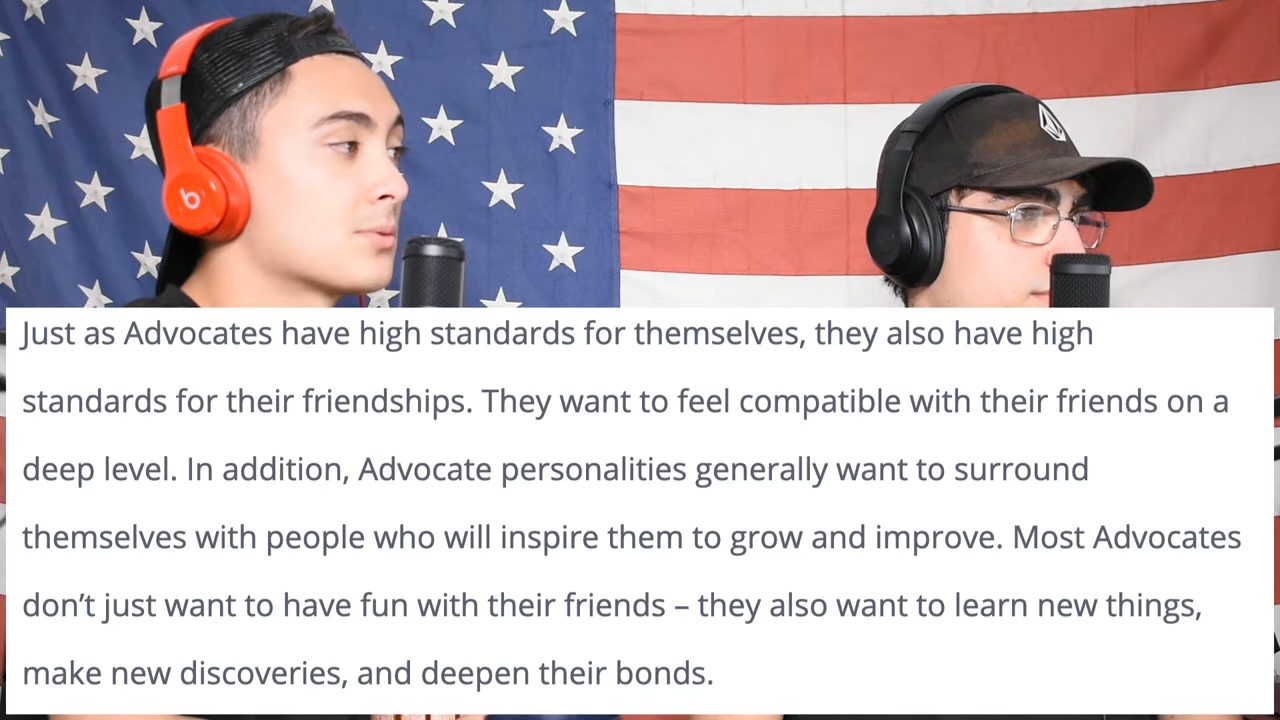 b
Just as Advocates have high standards for themselves, they also have high
standards for their friendships. They want to feel compatible with their friends on a
deep level. In addition, Advocate personalities generally want to surround
themselves with people who will inspire them to grow and improve. Most Advocates
don’t just want to have fun with their friends – they also want to learn new things,
make new discoveries, and deepen their bonds.